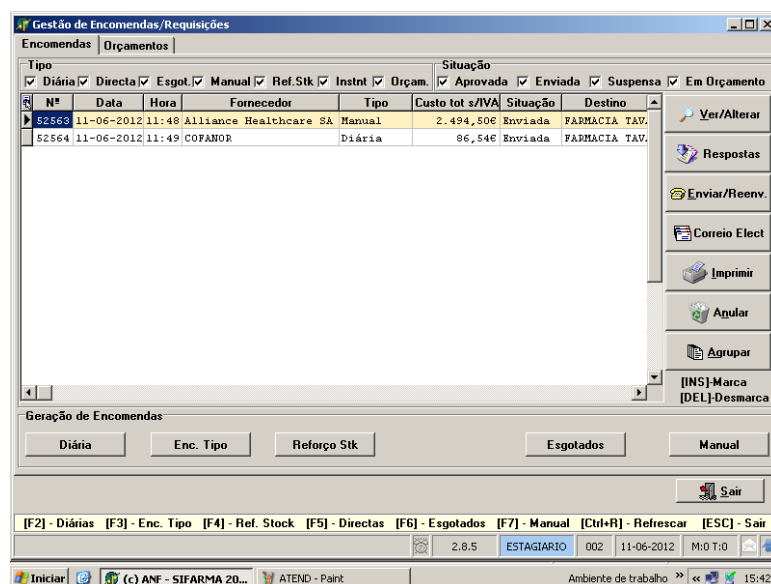 Gestão de Encomendas/Requisições
Encomendas Orçamentos
Tipo Situação
Diária Directa Esgot. Manual Ref.Stk Instnt Orçam. Aprovada Enviada Suspensa Em Orçamento
Nº Data Hora Fornecedor Tipo Custo tot s/IVA Situação Destino
52563 11-06-2012 11:48 Alliance Healthcare SA Manual 2.494,50€ Enviada FARMACIA TAV
52564 11-06-2012 11:49 COFANOR Diária 86,54€ Enviada FARMACIA TAV
Ver/Alterar
Respostas
Enviar/Reenv.
Correio Elect
Imprimir
Anular
Agrupar
[INS]-Marca
[DEL]-Desmarca
Geração de Encomendas
Diária Enc. Tipo Reforço Stk Esgotados Manual
Sair
[F2] - Diárias [F3] - Enc. Tipo [F4] - Ref. Stock [F5] - Directas [F6] - Esgotados [F7] - Manual [Ctrl+R] - Refrescar [ESC] - Sair
2.8.5 ESTAGIARIO 002 11-06-2012 M:0 T:0
Iniciar (c) ANF - SIFARMA 20... ATEND - Paint Ambiente de trabalho » « 15:42